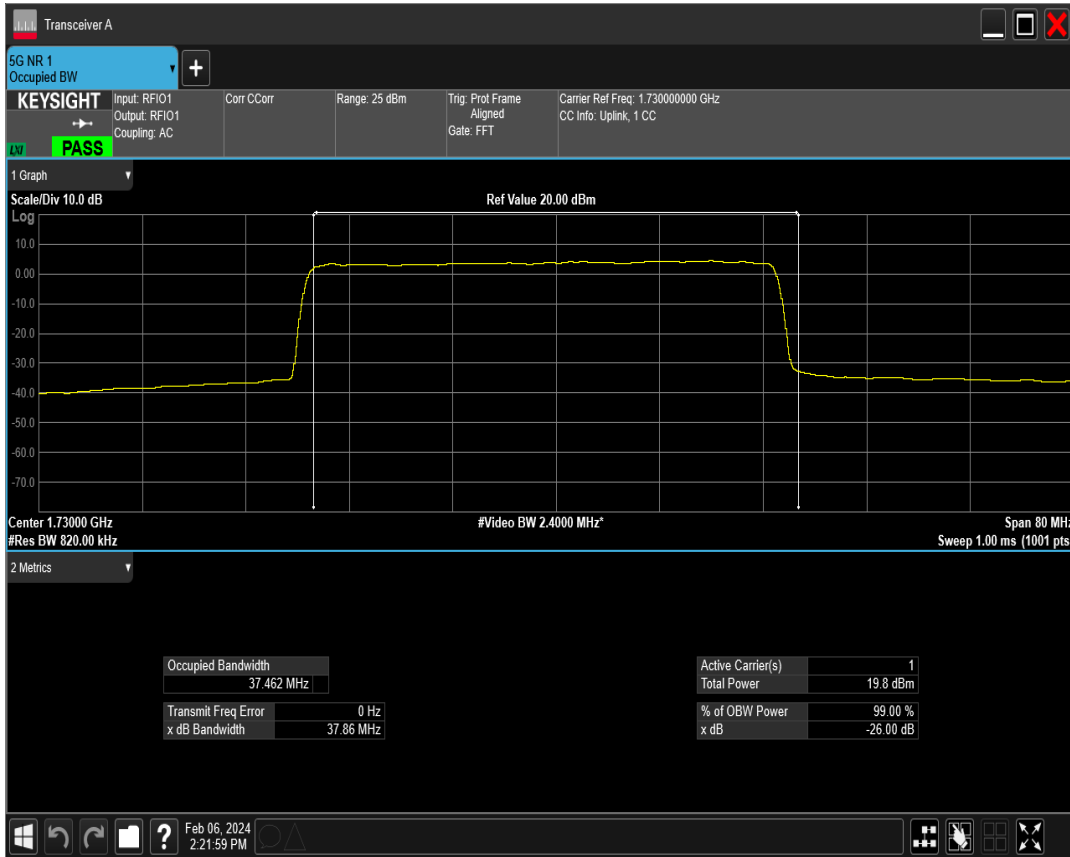 Transceiver A
5G NR 1
Occupied BW
KEYSIGHT
LXI
PASS
Input: RFIO1
Output: RFIO1
Coupling: AC
Corr CCorr
Range: 25 dBm
Trig: Prot Frame
Aligned
Gate: FFT
Carrier Ref Freq: 1.730000000 GHz
CC Info: Uplink, 1 CC
1 Graph
Scale/Div 10.0 dB
Ref Value 20.00 dBm
Log
10.0
0.00
-10.0
-20.0
-30.0
-40.0
-50.0
-60.0
-70.0
Center 1.73000 GHz
#Video BW 2.4000 MHz*
Span 80 MHz
#Res BW 820.00 kHz
Sweep 1.00 ms (1001 pts
2 Metrics
Occupied Bandwidth
37.462 MHz
Transmit Freq Error 0 Hz
x dB Bandwidth 37.86 MHz
Active Carrier(s) 1
Total Power 19.8 dBm
% of OBW Power 99.00 %
x dB -26.00 dB
?
Feb 06, 2024
2:21:59 PM